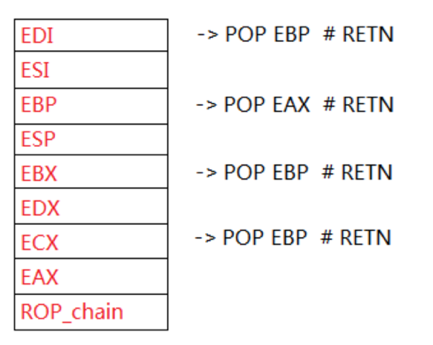 EDI -> POP EBP # RETN
ESI
EBP -> POP EAX # RETN
ESP
EBX -> POP EBP # RETN
EDX
ECX -> POP EBP # RETN
EAX
ROP_chain